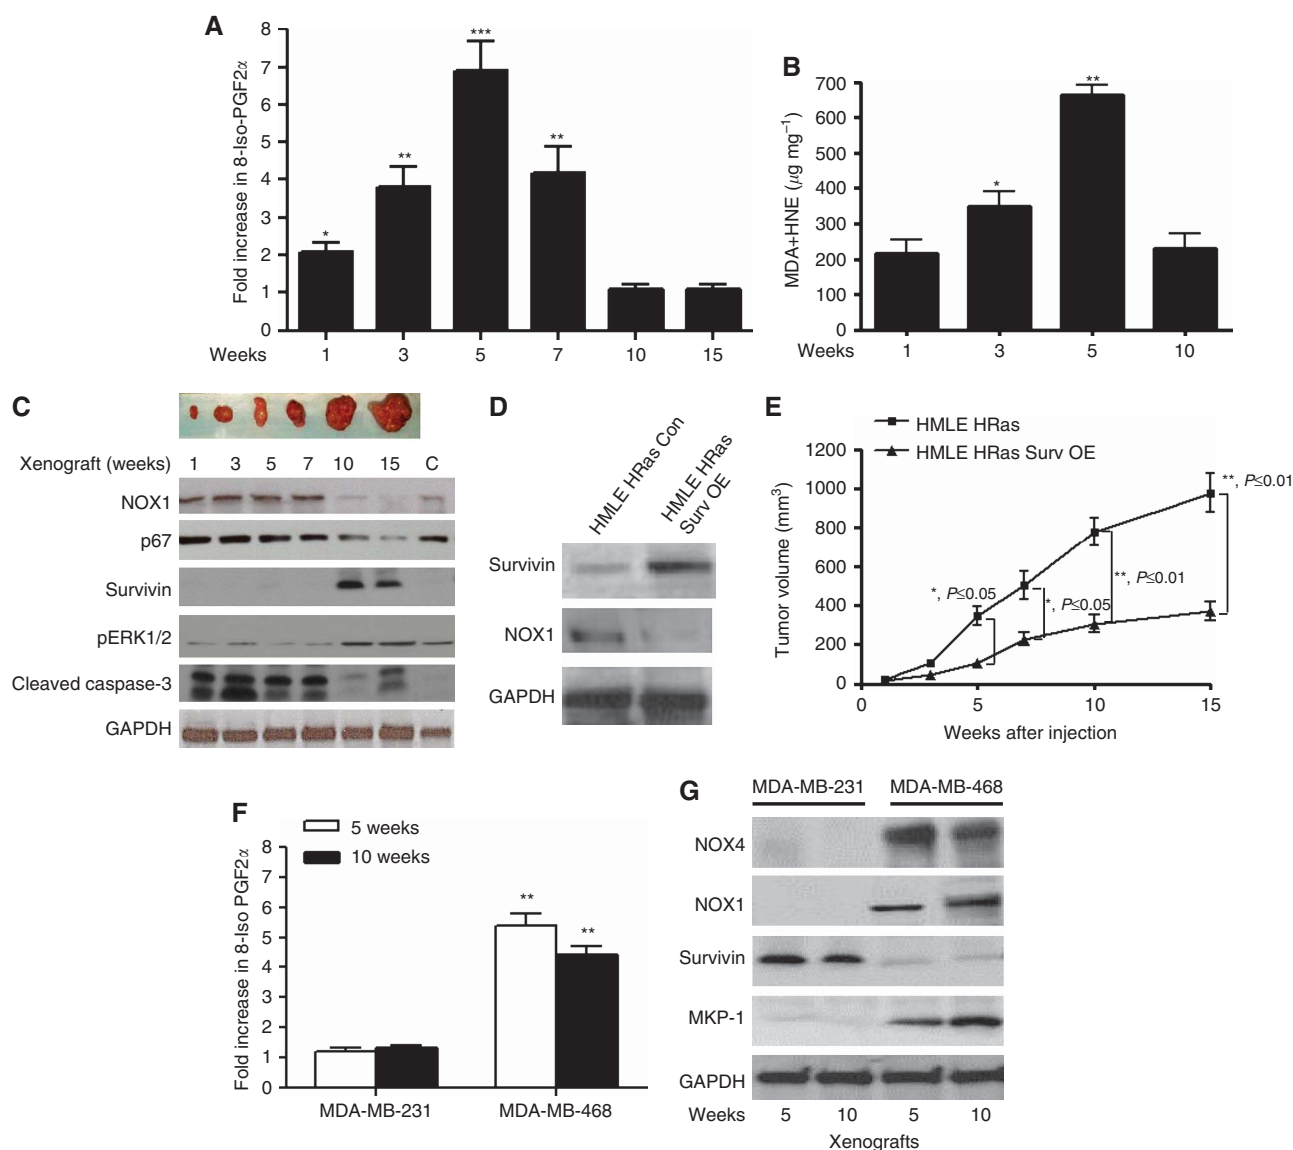 A
Fold increase in 8-Iso-PGF2α
8
7
6
5
4
3
2
1
0
*
**
***
**
Weeks
1 3 5 7 10 15
B
MDA+HNE (μg mg⁻¹)
700
600
500
400
300
200
100
0
*
**
Weeks
1 3 5 10
C
Xenograft (weeks) 1 3 5 7 10 15 C
NOX1
p67
Survivin
pERK1/2
Cleaved caspase-3
GAPDH
D
HMLE HRas Con
HMLE HRas
Surv OE
Survivin
NOX1
GAPDH
E
HMLE HRas
HMLE HRas Surv OE
Tumor volume (mm³)
1200
1000
800
600
400
200
0
*, P≤0.05
*, P≤0.05
**, P≤0.01
**, P≤0.01
0 5 10 15
Weeks after injection
F
5 weeks
10 weeks
Fold increase in 8-Iso PGF2α
8
7
6
5
4
3
2
1
0
**
**
MDA-MB-231 MDA-MB-468
G
MDA-MB-231 MDA-MB-468
NOX4
NOX1
Survivin
MKP-1
GAPDH
Weeks 5 10 5 10
Xenografts